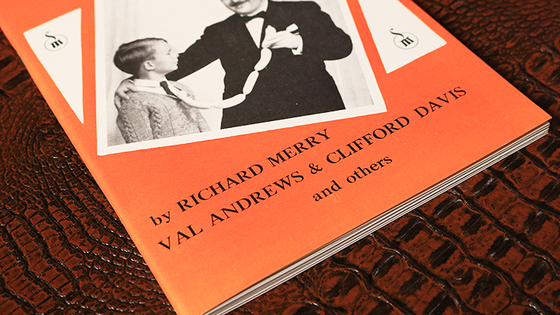 by RICHARD MERRY
VAL ANDREWS & CLIFFORD DAVIS
and others